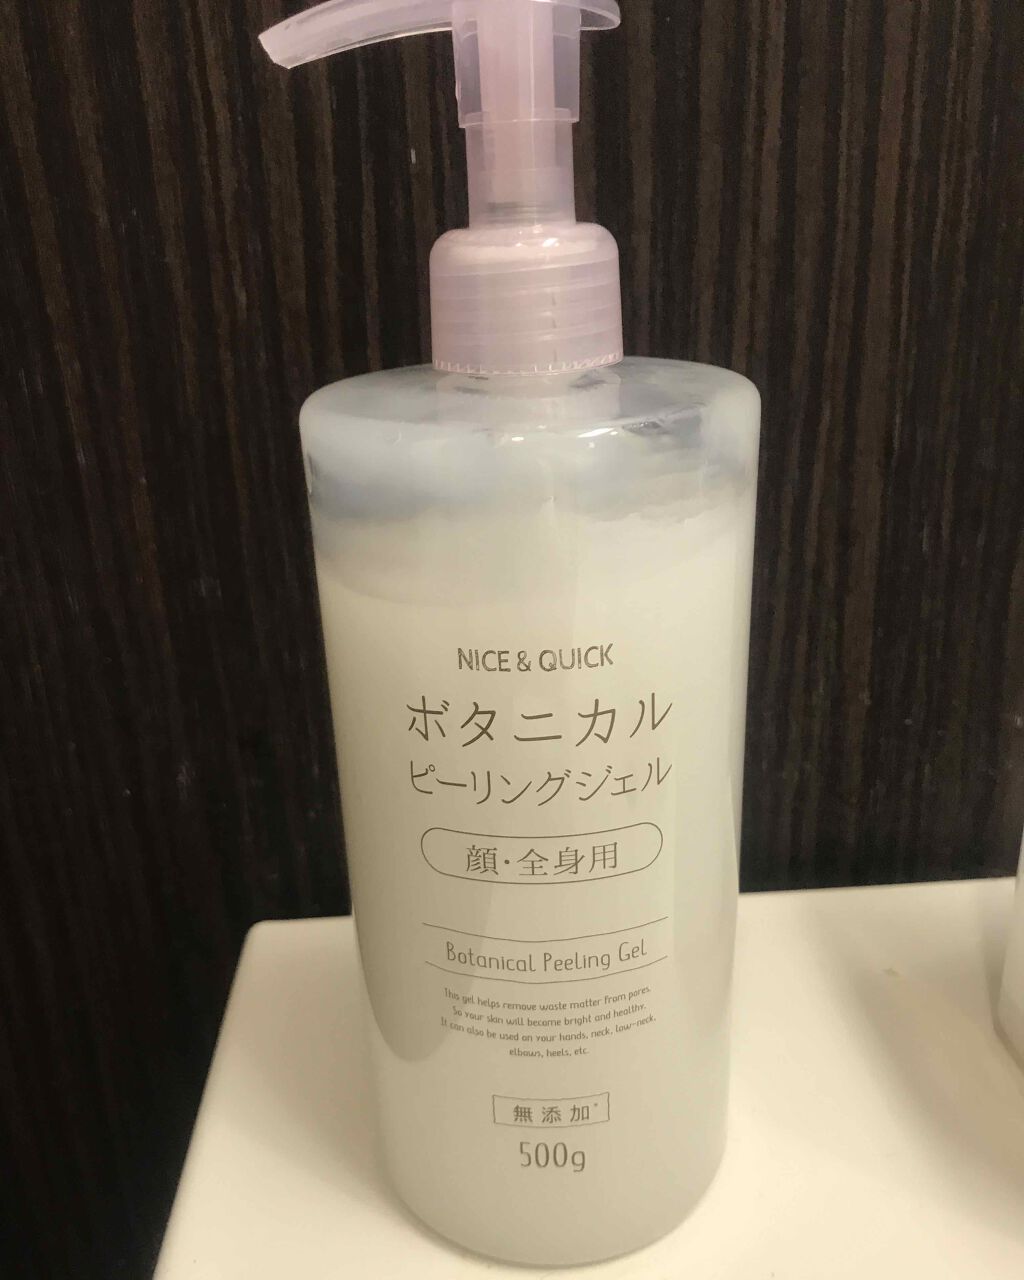 NICE & QUICK
ボタニカル
ピーリングジェル
顔・全身用
Botanical Peeling Gel
This gel helps remove waste matter from pores.
So your skin will become bright and healthy.
It can also be used on your hands, neck, low-neck,
elbows, heels, etc.
無添加*
500g